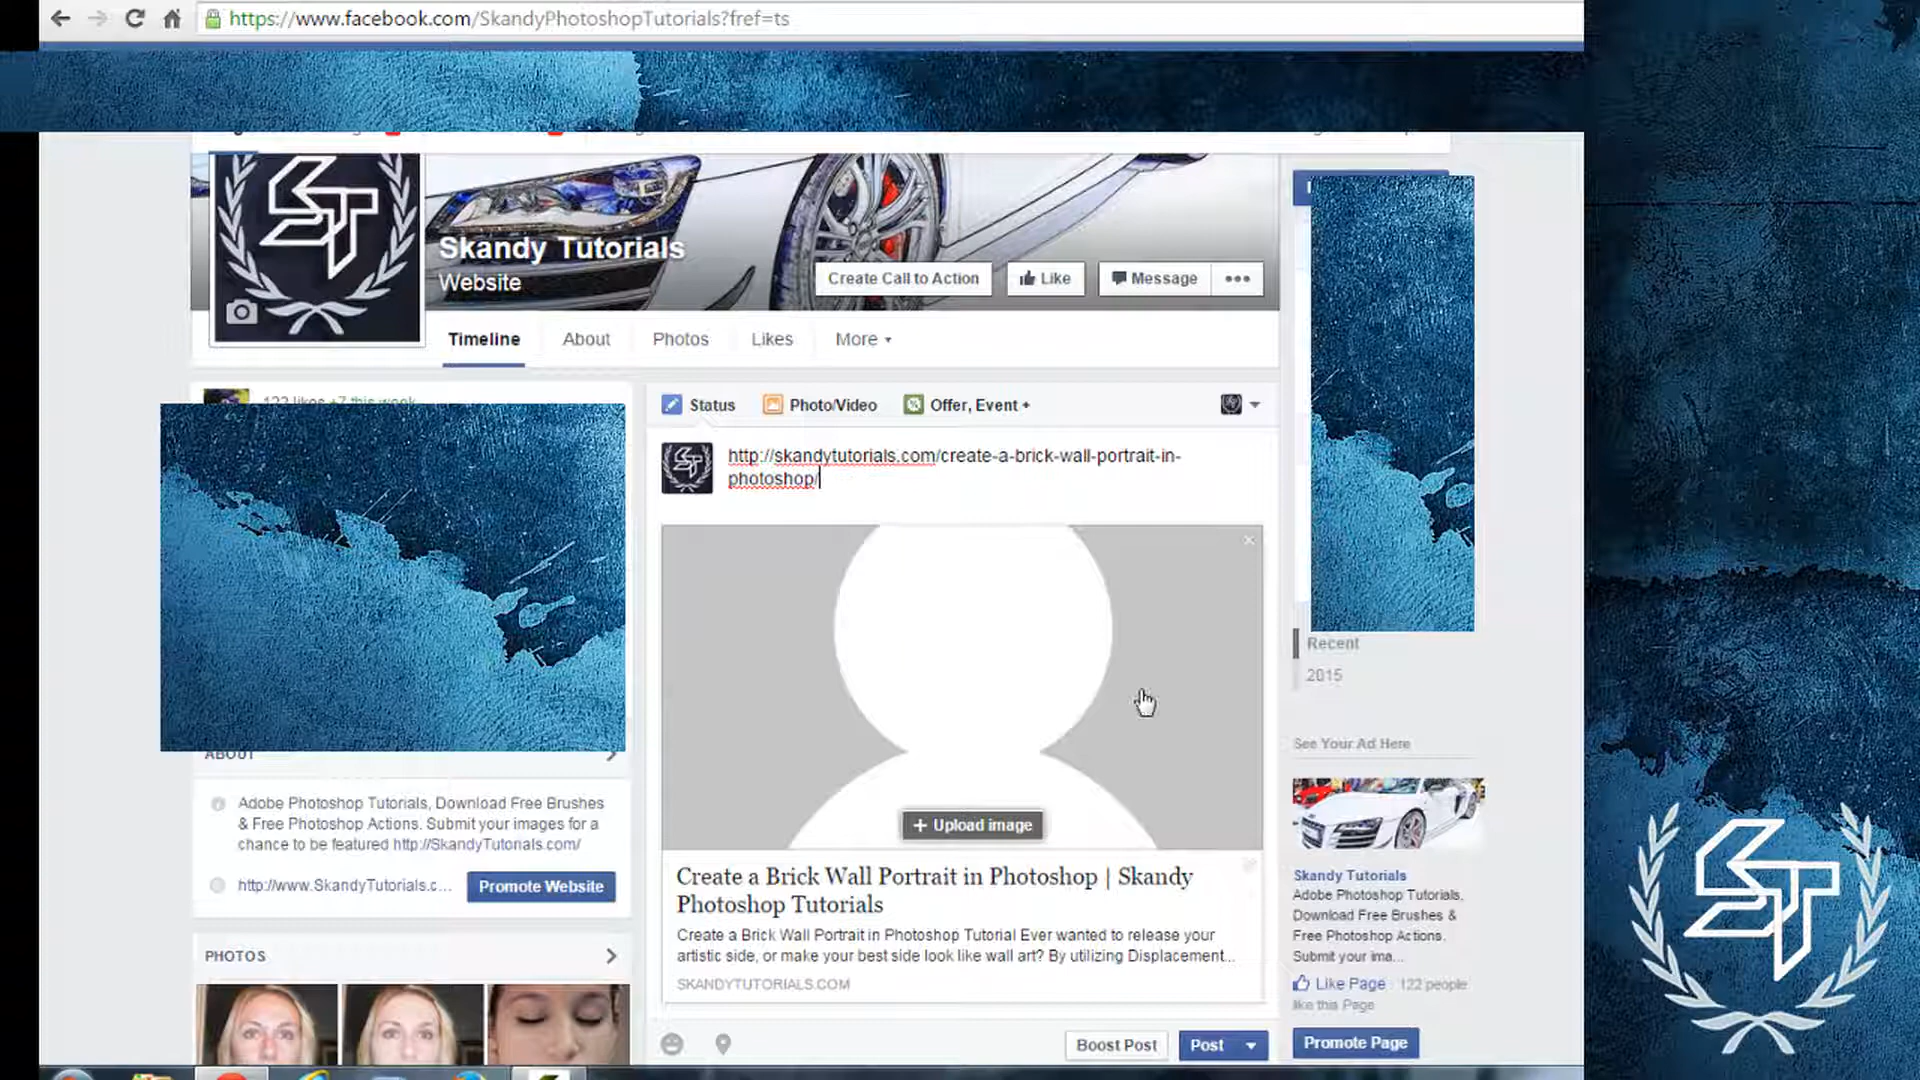 https://www.facebook.com/SkandyPhotoshopTutorials?fref=ts
ST
Skandy Tutorials
Website
Create Call to Action
Like
Message
Timeline
About
Photos
Likes
More
122 likes +7 this week
Status
Photo/Video
Offer, Event +
http://skandytutorials.com/create-a-brick-wall-portrait-in-
photoshop/
+ Upload image
Create a Brick Wall Portrait in Photoshop | Skandy
Photoshop Tutorials
Create a Brick Wall Portrait in Photoshop Tutorial Ever wanted to release your
artistic side, or make your best side look like wall art? By utilizing Displacement...
SKANDYTUTORIALS.COM
Boost Post
Post
ABOUT
Adobe Photoshop Tutorials, Download Free Brushes
& Free Photoshop Actions. Submit your images for a
chance to be featured http://SkandyTutorials.com/
http://www.SkandyTutorials.c...
Promote Website
PHOTOS
Recent
2015
See Your Ad Here
Skandy Tutorials
Adobe Photoshop Tutorials,
Download Free Brushes &
Free Photoshop Actions.
Submit your ima...
Like Page · 122 people
like this Page
Promote Page
ST